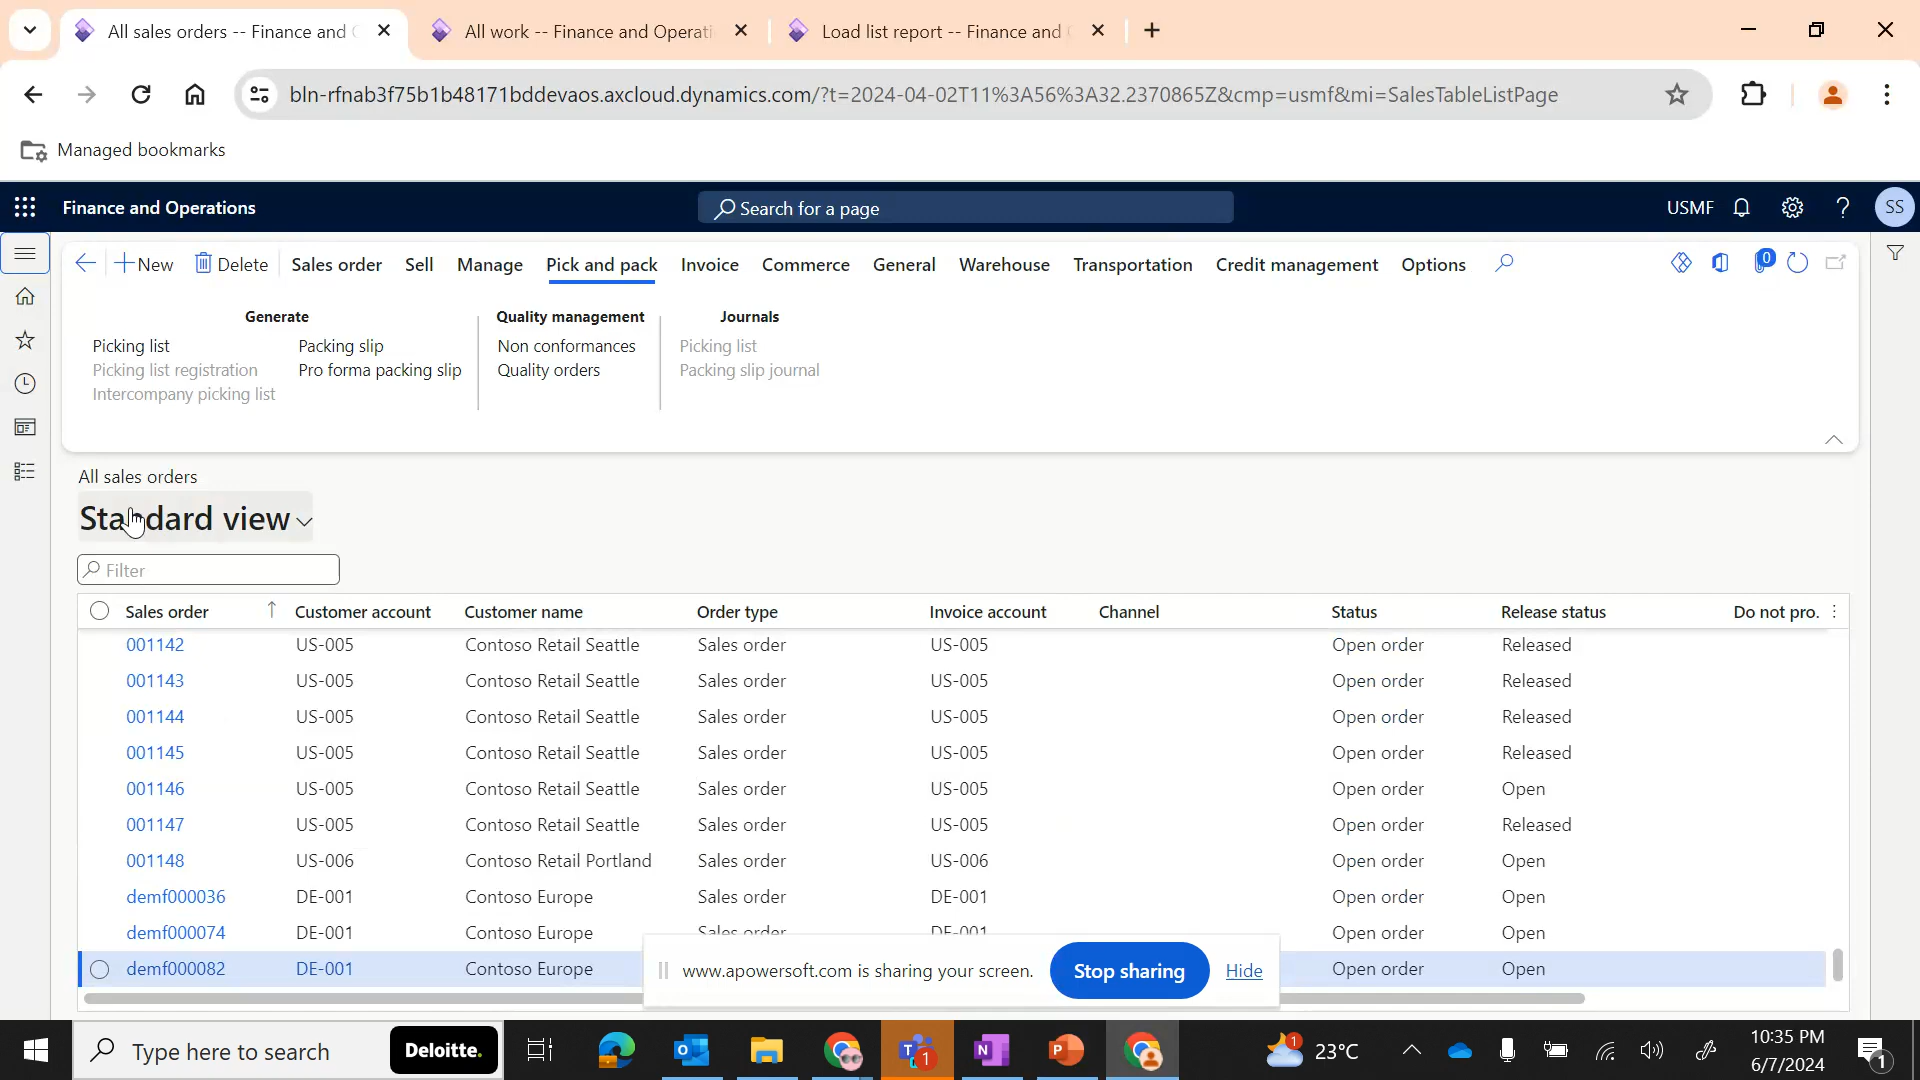 All sales orders -- Finance and O
All work -- Finance and Operati
Load list report -- Finance and O
bln-rfnab3f75b1b48171bddevaos.axcloud.dynamics.com/?t=2024-04-02T11%3A56%3A32.2370865Z&cmp=usmf&mi=SalesTableListPage
Managed bookmarks
Finance and Operations
Search for a page
USMF
SS
New
Delete
Sales order
Sell
Manage
Pick and pack
Invoice
Commerce
General
Warehouse
Transportation
Credit management
Options
0
Generate
Picking list
Packing slip
Picking list registration
Pro forma packing slip
Intercompany picking list
Quality management
Non conformances
Quality orders
Journals
Picking list
Packing slip journal
All sales orders
Standard view
Filter
Sales order Customer account Customer name Order type Invoice account Channel Status Release status Do not pro.
001142 US-005 Contoso Retail Seattle Sales order US-005 Open order Released
001143 US-005 Contoso Retail Seattle Sales order US-005 Open order Released
001144 US-005 Contoso Retail Seattle Sales order US-005 Open order Released
001145 US-005 Contoso Retail Seattle Sales order US-005 Open order Released
001146 US-005 Contoso Retail Seattle Sales order US-005 Open order Open
001147 US-005 Contoso Retail Seattle Sales order US-005 Open order Released
001148 US-006 Contoso Retail Portland Sales order US-006 Open order Open
demf000036 DE-001 Contoso Europe Sales order DE-001 Open order Open
demf000074 DE-001 Contoso Europe Sales order DE-001 Open order Open
demf000082 DE-001 Contoso Europe Open order Open
www.apowersoft.com is sharing your screen.
Stop sharing
Hide
Type here to search
Deloitte.
1
1
23°C
10:35 PM
6/7/2024
1